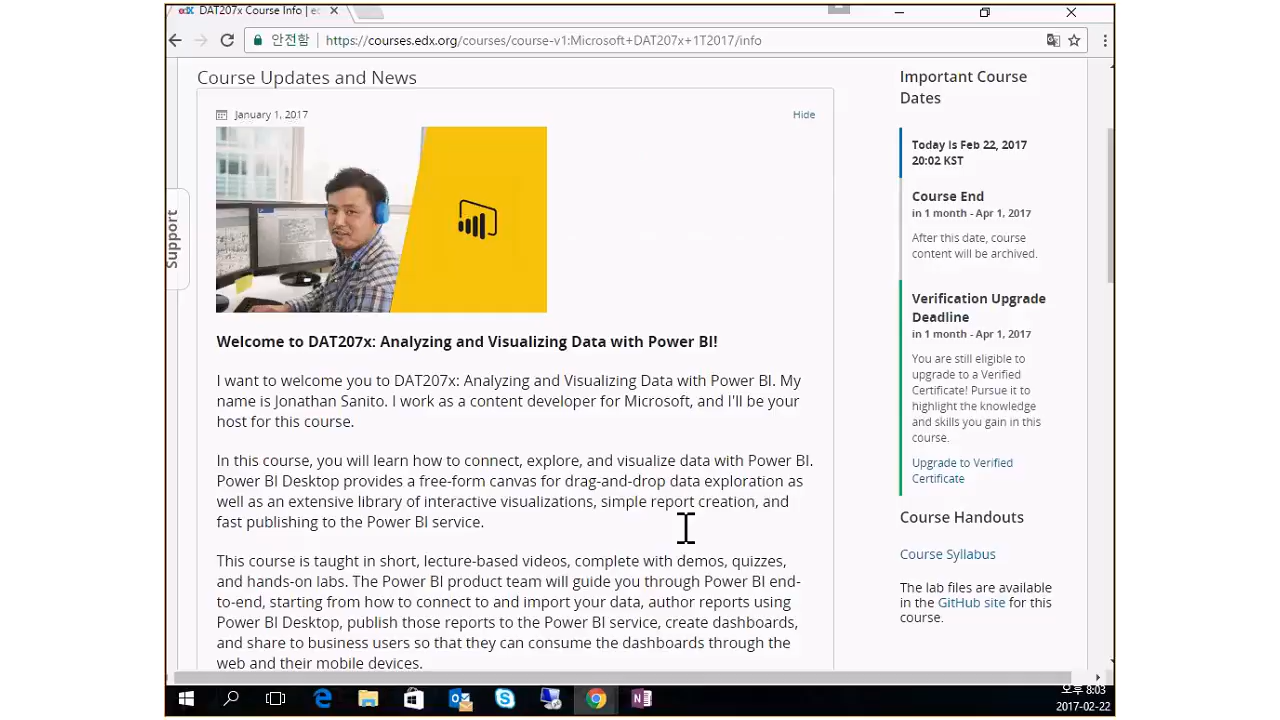 DAT207x Course Info | ec
안전함 https://courses.edx.org/courses/course-v1:Microsoft+DAT207x+1T2017/info
Course Updates and News
January 1, 2017
Hide
Support
Welcome to DAT207x: Analyzing and Visualizing Data with Power BI!
I want to welcome you to DAT207x: Analyzing and Visualizing Data with Power BI. My
name is Jonathan Sanito. I work as a content developer for Microsoft, and I'll be your
host for this course.
In this course, you will learn how to connect, explore, and visualize data with Power BI.
Power BI Desktop provides a free-form canvas for drag-and-drop data exploration as
well as an extensive library of interactive visualizations, simple report creation, and
fast publishing to the Power BI service.
This course is taught in short, lecture-based videos, complete with demos, quizzes,
and hands-on labs. The Power BI product team will guide you through Power BI end-
to-end, starting from how to connect to and import your data, author reports using
Power BI Desktop, publish those reports to the Power BI service, create dashboards,
and share to business users so that they can consume the dashboards through the
web and their mobile devices.
Important Course
Dates
Today is Feb 22, 2017
20:02 KST
Course End
in 1 month - Apr 1, 2017
After this date, course
content will be archived.
Verification Upgrade
Deadline
in 1 month - Apr 1, 2017
You are still eligible to
upgrade to a Verified
Certificate! Pursue it to
highlight the knowledge
and skills you gain in this
course.
Upgrade to Verified
Certificate
Course Handouts
Course Syllabus
The lab files are available
in the GitHub site for this
course.
오후 8:03
2017-02-22